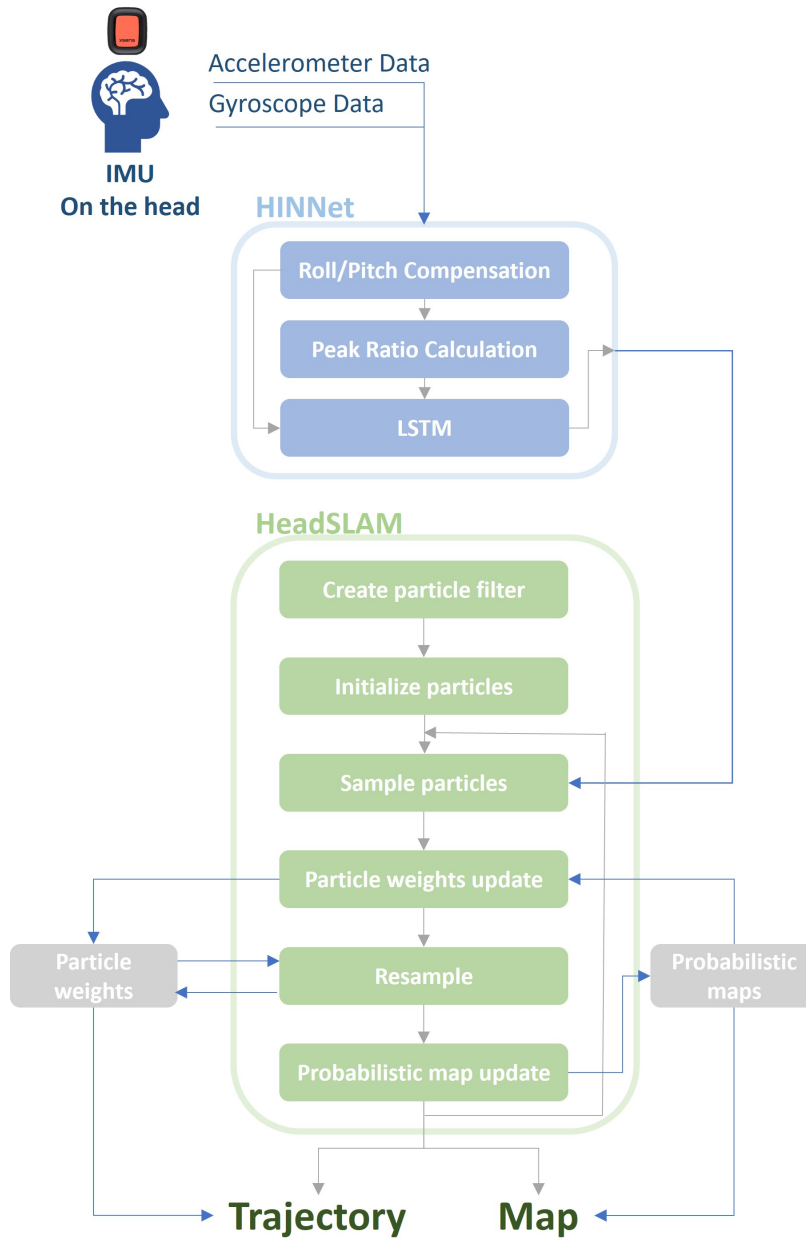 xsens
Accelerometer Data
Gyroscope Data
IMU
On the head
HINNet
Roll/Pitch Compensation
Peak Ratio Calculation
LSTM
HeadSLAM
Create particle filter
Initialize particles
Sample particles
Particle weights update
Particle
weights
Resample
Probabilistic
maps
Probabilistic map update
Trajectory
Map